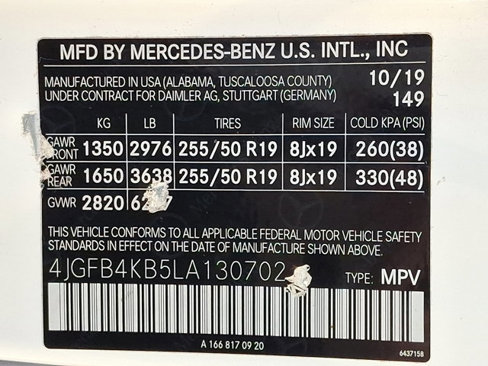 MFD BY MERCEDES-BENZ U.S. INTL., INC
MANUFACTURED IN USA (ALABAMA, TUSCALOOSA COUNTY) 10/19
UNDER CONTRACT FOR DAIMLER AG, STUTTGART (GERMANY) 149
KG LB TIRES RIM SIZE COLD KPA (PSI)
GAWR FRONT 1350 2976 255/50 R19 8Jx19 260(38)
GAWR REAR 1650 3638 255/50 R19 8Jx19 330(48)
GVWR 2820
THIS VEHICLE CONFORMS TO ALL APPLICABLE FEDERAL MOTOR VEHICLE SAFETY
STANDARDS IN EFFECT ON THE DATE OF MANUFACTURE SHOWN ABOVE.
4JGFB4KB5LA130702 TYPE: MPV
A 166 817 09 20
6437158